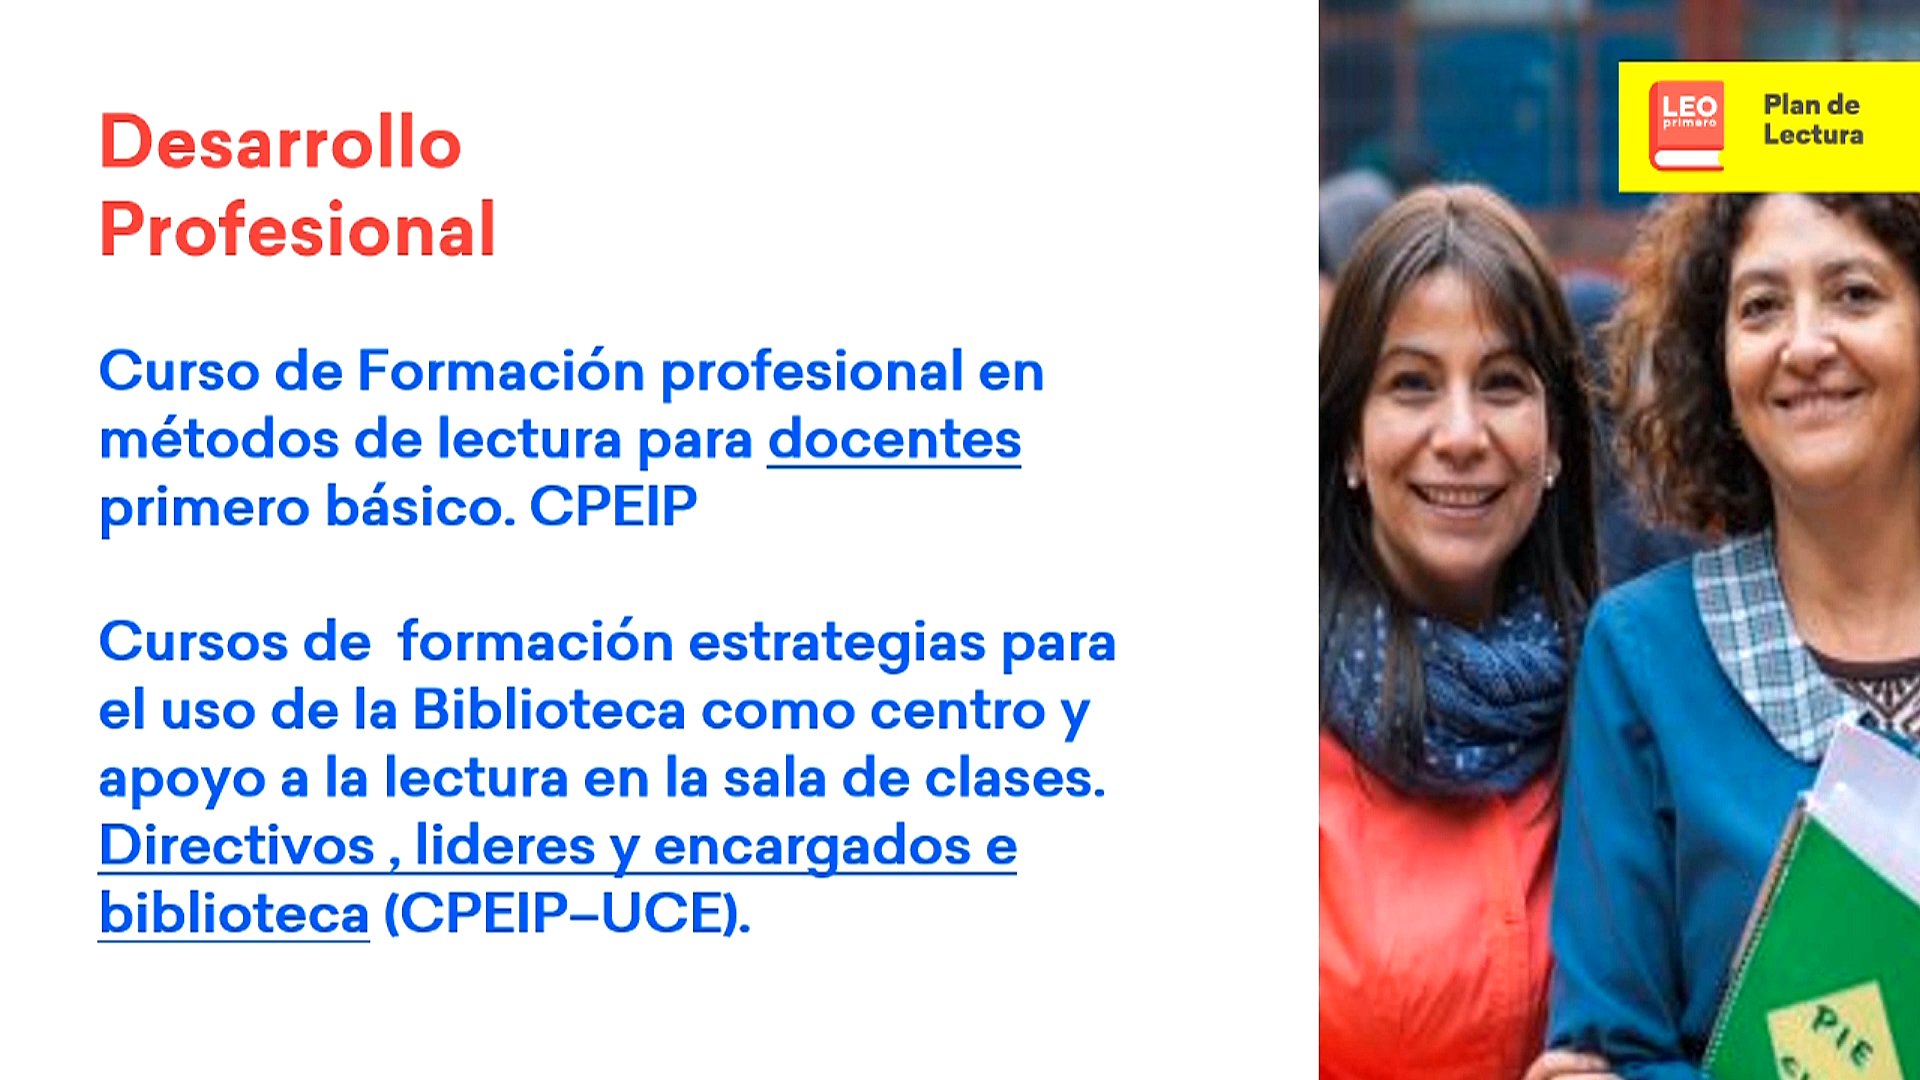 Desarrollo
Profesional
Curso de Formación profesional en
métodos de lectura para docentes
primero básico. CPEIP
Cursos de  formación estrategias para
el uso de la Biblioteca como centro y
apoyo a la lectura en la sala de clases.
Directivos , lideres y encargados e
biblioteca (CPEIP–UCE).
LEO
primero
Plan de
Lectura
PIE